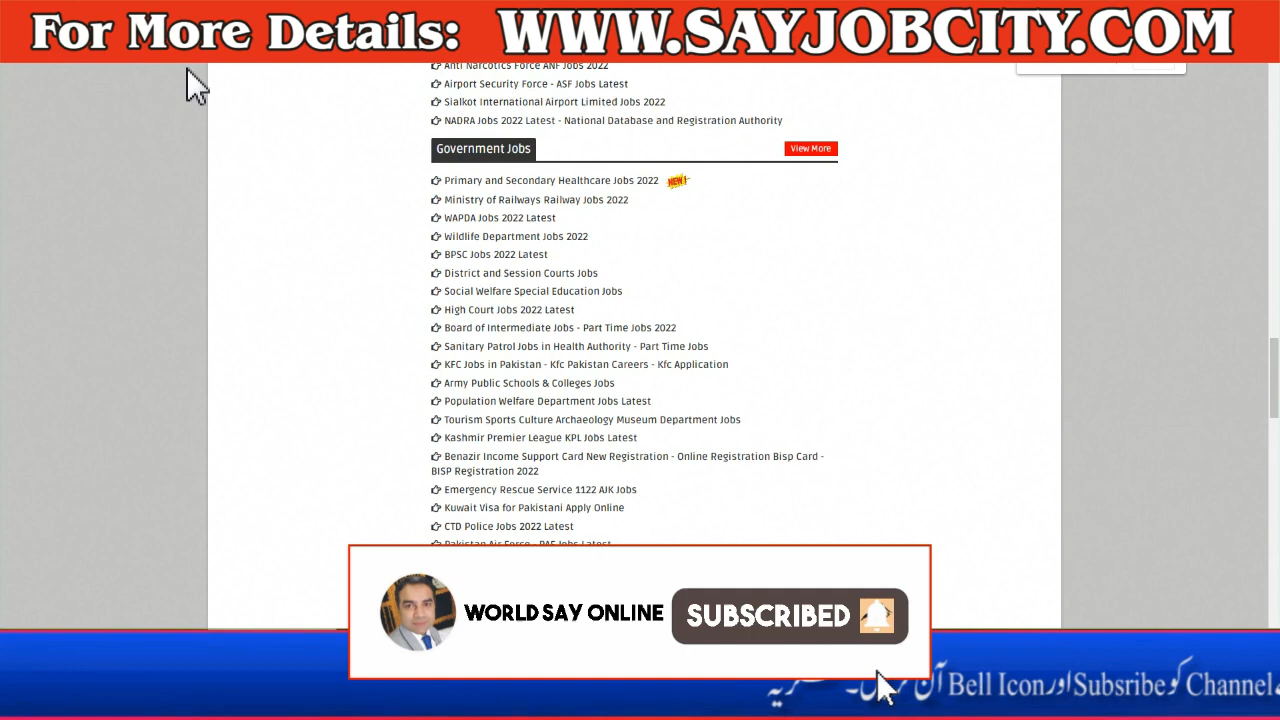 For More Details: WWW.SAYJOBCITY.COM
Anti Narcotics Force ANF Jobs 2022
Airport Security Force - ASF Jobs Latest
Sialkot International Airport Limited Jobs 2022
NADRA Jobs 2022 Latest - National Database and Registration Authority
Government Jobs
View More
Primary and Secondary Healthcare Jobs 2022 NEW!
Ministry of Railways Railway Jobs 2022
WAPDA Jobs 2022 Latest
Wildlife Department Jobs 2022
BPSC Jobs 2022 Latest
District and Session Courts Jobs
Social Welfare Special Education Jobs
High Court Jobs 2022 Latest
Board of Intermediate Jobs - Part Time Jobs 2022
Sanitary Patrol Jobs in Health Authority - Part Time Jobs
KFC Jobs in Pakistan - Kfc Pakistan Careers - Kfc Application
Army Public Schools & Colleges Jobs
Population Welfare Department Jobs Latest
Tourism Sports Culture Archaeology Museum Department Jobs
Kashmir Premier League KPL Jobs Latest
Benazir Income Support Card New Registration - Online Registration Bisp Card -
BISP Registration 2022
Emergency Rescue Service 1122 AJK Jobs
Kuwait Visa for Pakistani Apply Online
CTD Police Jobs 2022 Latest
Pakistan Air Force - PAF Jobs Latest
WORLD SAY ONLINE
SUBSCRIBED
Channel کو Subsribe اور Bell Icon آن